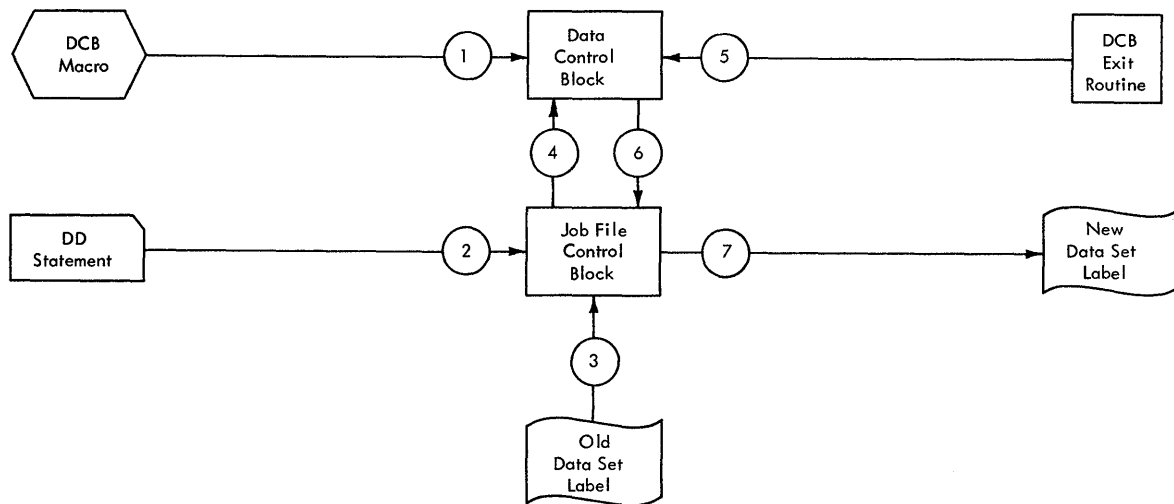 DCB
Macro
1
Data
Control
Block
5
DCB
Exit
Routine
4
6
DD
Statement
2
Job File
Control
Block
7
New
Data Set
Label
3
Old
Data Set
Label